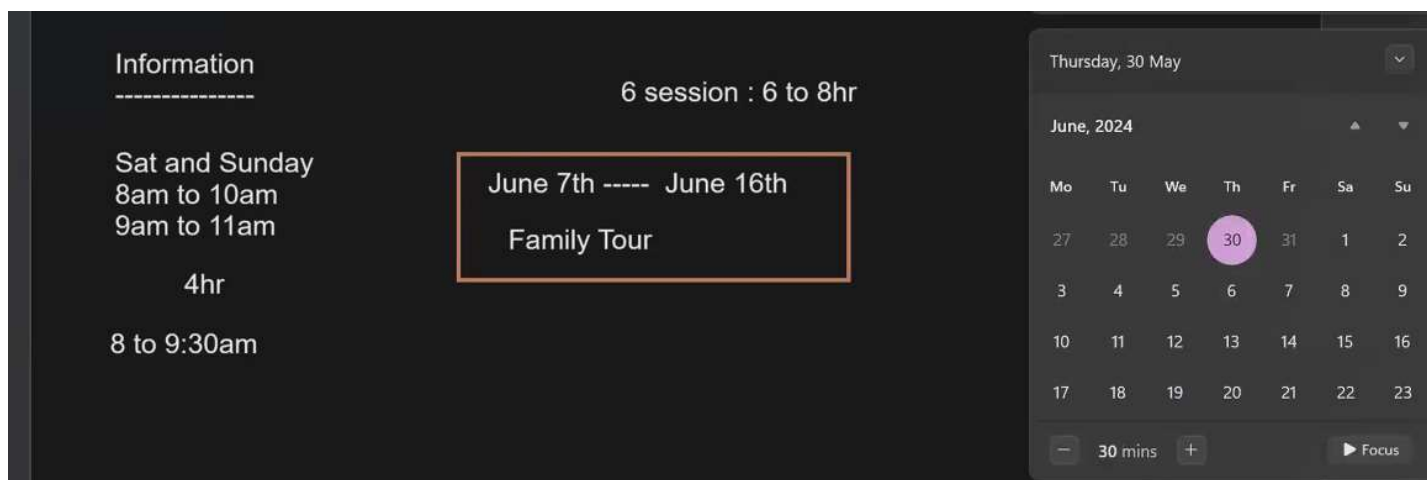 Information
---------------
6 session : 6 to 8hr
Sat and Sunday
8am to 10am
9am to 11am
4hr
8 to 9:30am
June 7th ----- June 16th
Family Tour
Thursday, 30 May
June, 2024
Mo Tu We Th Fr Sa Su
27 28 29 30 31 1 2
3 4 5 6 7 8 9
10 11 12 13 14 15 16
17 18 19 20 21 22 23
30 mins
Focus